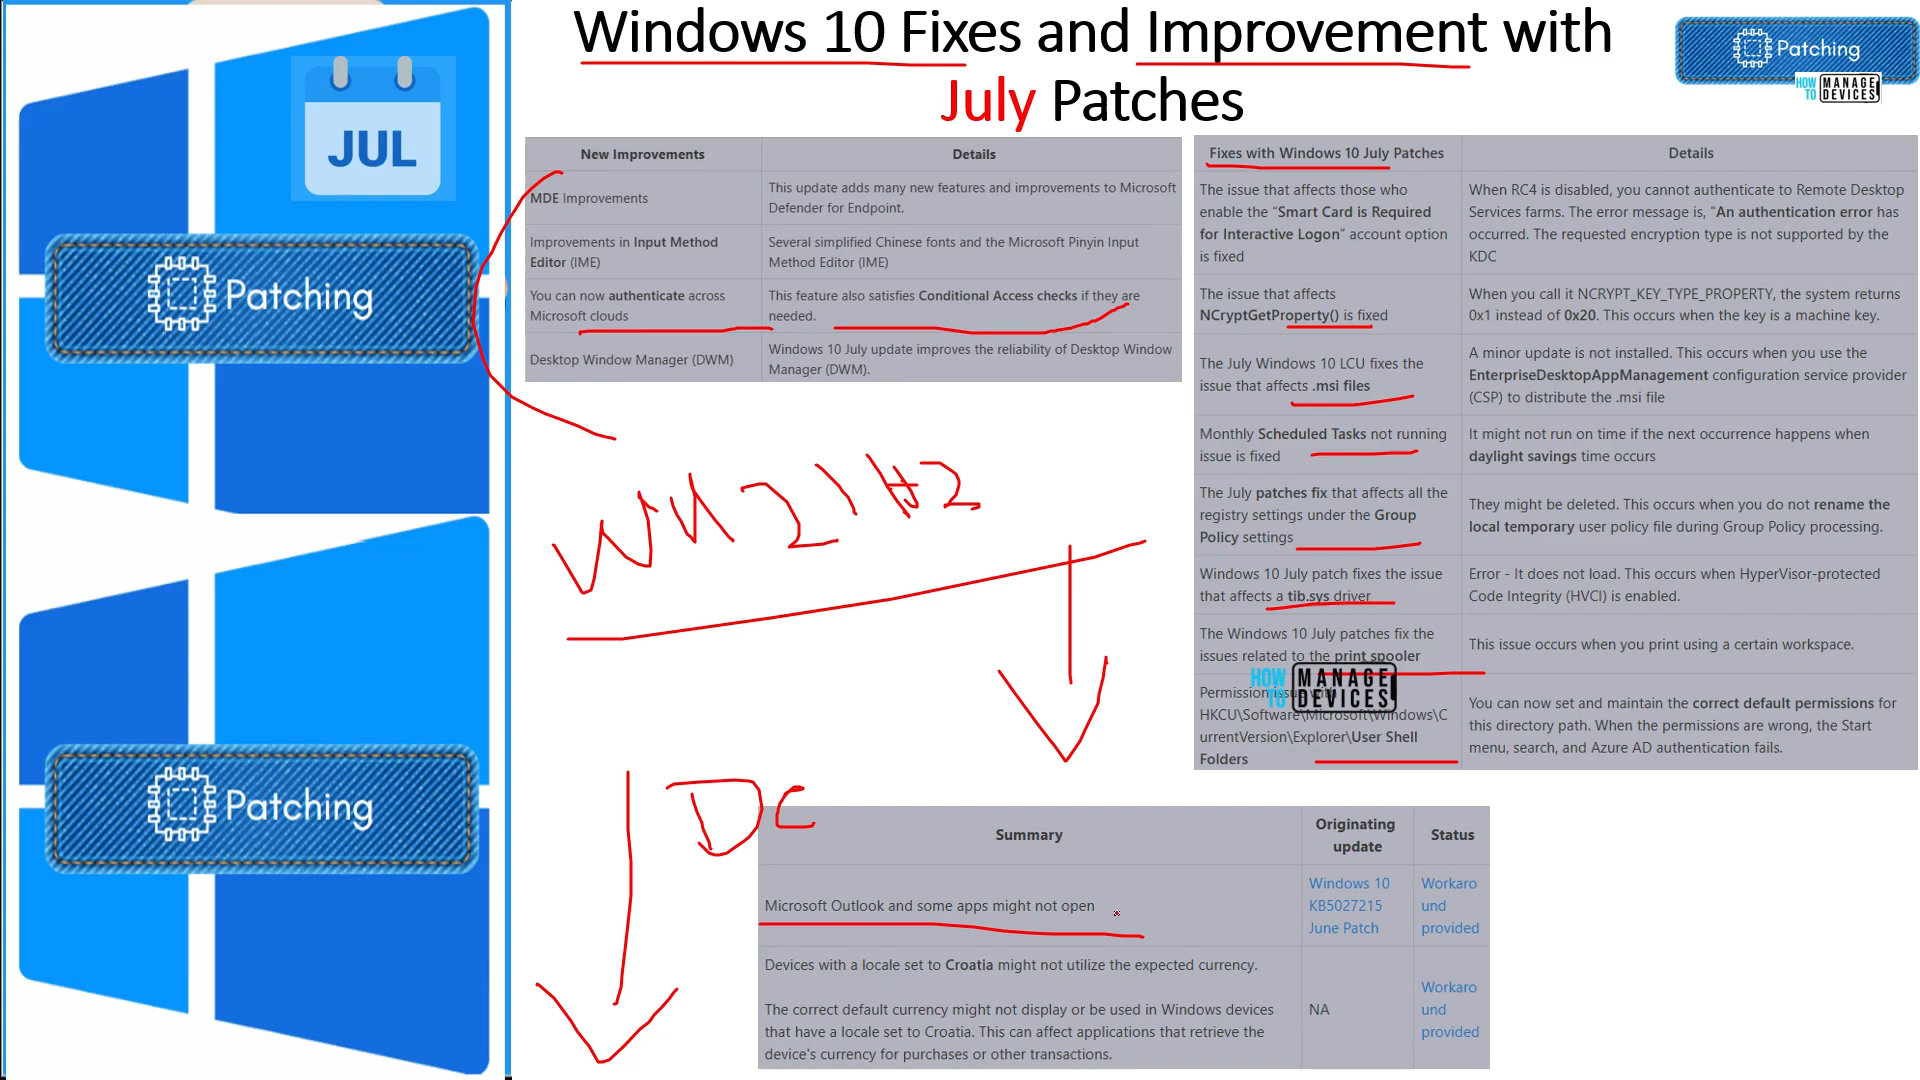 Windows 10 Fixes and Improvement with
July Patches
Patching
HOW TO MANAGE DEVICES
JUL
Patching
Patching
New Improvements
Details
MDE Improvements
This update adds many new features and improvements to Microsoft
Defender for Endpoint.
Improvements in Input Method
Editor (IME)
Several simplified Chinese fonts and the Microsoft Pinyin Input
Method Editor (IME)
You can now authenticate across
Microsoft clouds
This feature also satisfies Conditional Access checks if they are
needed.
Desktop Window Manager (DWM)
Windows 10 July update improves the reliability of Desktop Window
Manager (DWM).
Fixes with Windows 10 July Patches
Details
The issue that affects those who
enable the “Smart Card is Required
for Interactive Logon” account option
is fixed
When RC4 is disabled, you cannot authenticate to Remote Desktop
Services farms. The error message is, "An authentication error has
occurred. The requested encryption type is not supported by the
KDC
The issue that affects
NCryptGetProperty() is fixed
When you call it NCRYPT_KEY_TYPE_PROPERTY, the system returns
0x1 instead of 0x20. This occurs when the key is a machine key.
The July Windows 10 LCU fixes the
issue that affects .msi files
A minor update is not installed. This occurs when you use the
EnterpriseDesktopAppManagement configuration service provider
(CSP) to distribute the .msi file
Monthly Scheduled Tasks not running
issue is fixed
It might not run on time if the next occurrence happens when
daylight savings time occurs
The July patches fix that affects all the
registry settings under the Group
Policy settings
They might be deleted. This occurs when you do not rename the
local temporary user policy file during Group Policy processing.
Windows 10 July patch fixes the issue
that affects a tib.sys driver
Error - It does not load. This occurs when HyperVisor-protected
Code Integrity (HVCI) is enabled.
The Windows 10 July patches fix the
issues related to the print spooler
This issue occurs when you print using a certain workspace.
Permission issue with
HKCU\Software\Microsoft\Windows\C
urrentVersion\Explorer\User Shell
Folders
You can now set and maintain the correct default permissions for
this directory path. When the permissions are wrong, the Start
menu, search, and Azure AD authentication fails.
HOW TO MANAGE DEVICES
21H2
DC
Summary
Originating
update
Status
Microsoft Outlook and some apps might not open
Windows 10
KB5027215
June Patch
Workaro
und
provided
Devices with a locale set to Croatia might not utilize the expected currency.
The correct default currency might not display or be used in Windows devices
that have a locale set to Croatia. This can affect applications that retrieve the
device's currency for purchases or other transactions.
NA
Workaro
und
provided